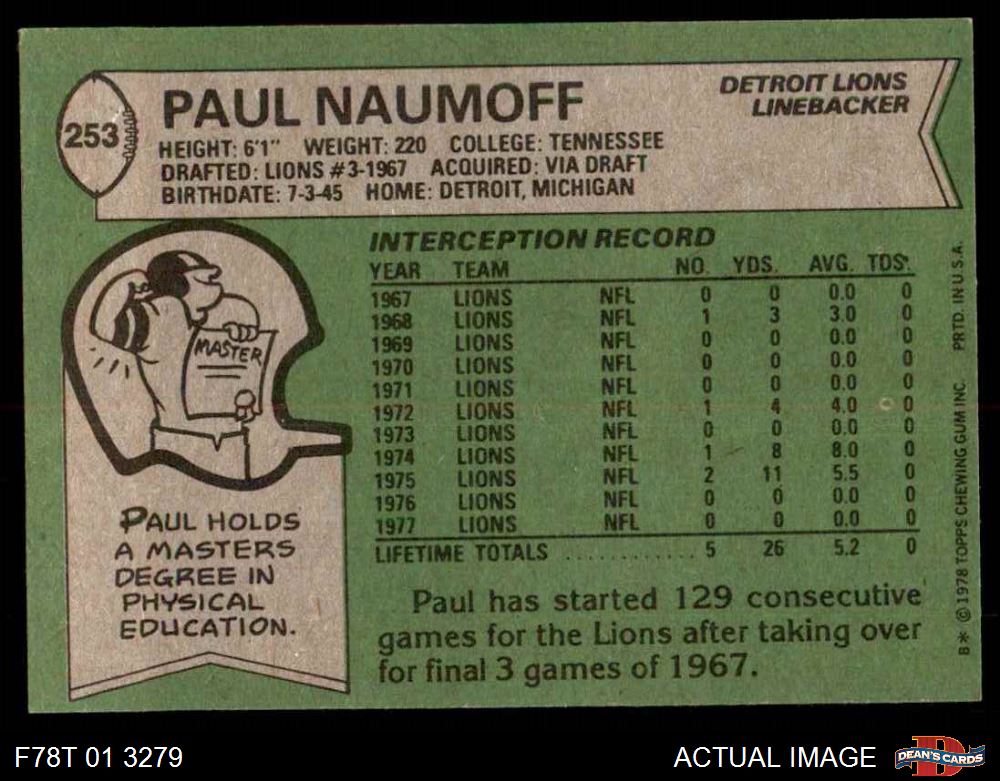 253
PAUL NAUMOFF
DETROIT LIONS
LINEBACKER
HEIGHT: 6'1" WEIGHT: 220 COLLEGE: TENNESSEE
DRAFTED: LIONS #3-1967 ACQUIRED: VIA DRAFT
BIRTHDATE: 7-3-45 HOME: DETROIT, MICHIGAN
MASTER
PAUL HOLDS
A MASTERS
DEGREE IN
PHYSICAL
EDUCATION.
INTERCEPTION RECORD
YEAR TEAM NO. YDS. AVG. TDS.
1967 LIONS NFL 0 0 0.0 0
1968 LIONS NFL 1 3 3.0 0
1969 LIONS NFL 0 0 0.0 0
1970 LIONS NFL 0 0 0.0 0
1971 LIONS NFL 0 0 0.0 0
1972 LIONS NFL 1 4 4.0 0
1973 LIONS NFL 0 0 0.0 0
1974 LIONS NFL 1 8 8.0 0
1975 LIONS NFL 2 11 5.5 0
1976 LIONS NFL 0 0 0.0 0
1977 LIONS NFL 0 0 0.0 0
LIFETIME TOTALS ............ 5 26 5.2 0
Paul has started 129 consecutive
games for the Lions after taking over
for final 3 games of 1967.
B* © 1978 TOPPS CHEWING GUM INC. PRTD. IN U.S.A.
F78T 01 3279
ACTUAL IMAGE
D
DEAN'S CARDS